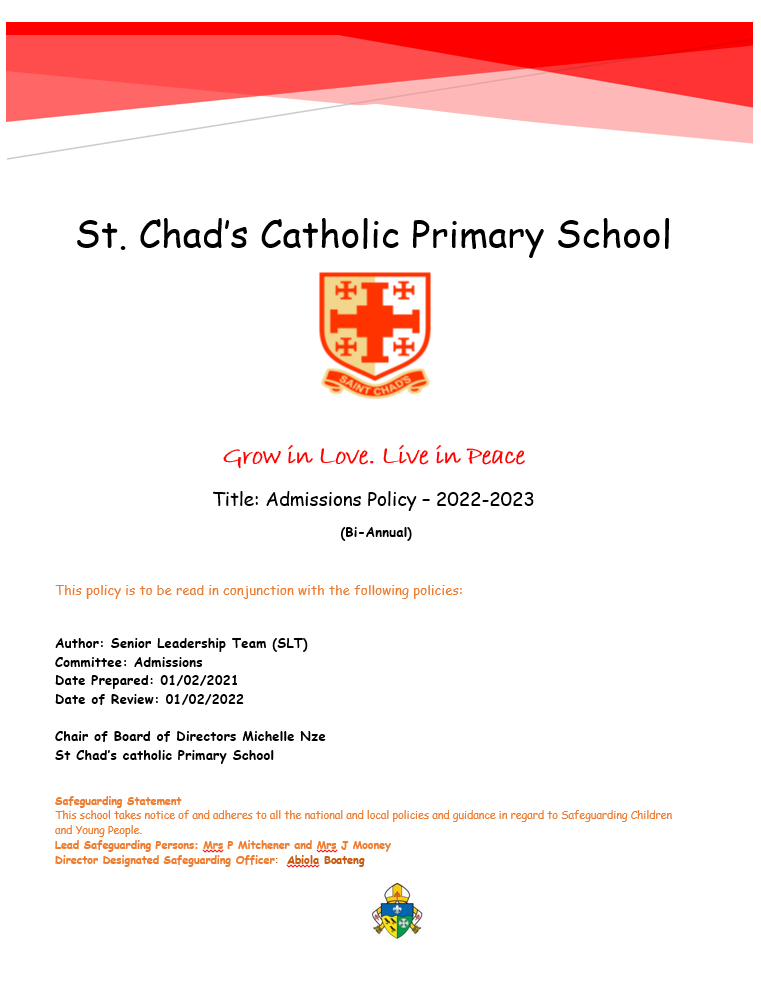 St. Chad's Catholic Primary School
SAINT CHAD'S
Grow in Love. Live in Peace
Title: Admissions Policy – 2022-2023
(Bi-Annual)
This policy is to be read in conjunction with the following policies:
Author: Senior Leadership Team (SLT)
Committee: Admissions
Date Prepared: 01/02/2021
Date of Review: 01/02/2022
Chair of Board of Directors Michelle Nze
St Chad's catholic Primary School
Safeguarding Statement
This school takes notice of and adheres to all the national and local policies and guidance in regard to Safeguarding Children
and Young People.
Lead Safeguarding Persons; Mrs P Mitchener and Mrs J Mooney
Director Designated Safeguarding Officer: Abiola Boateng